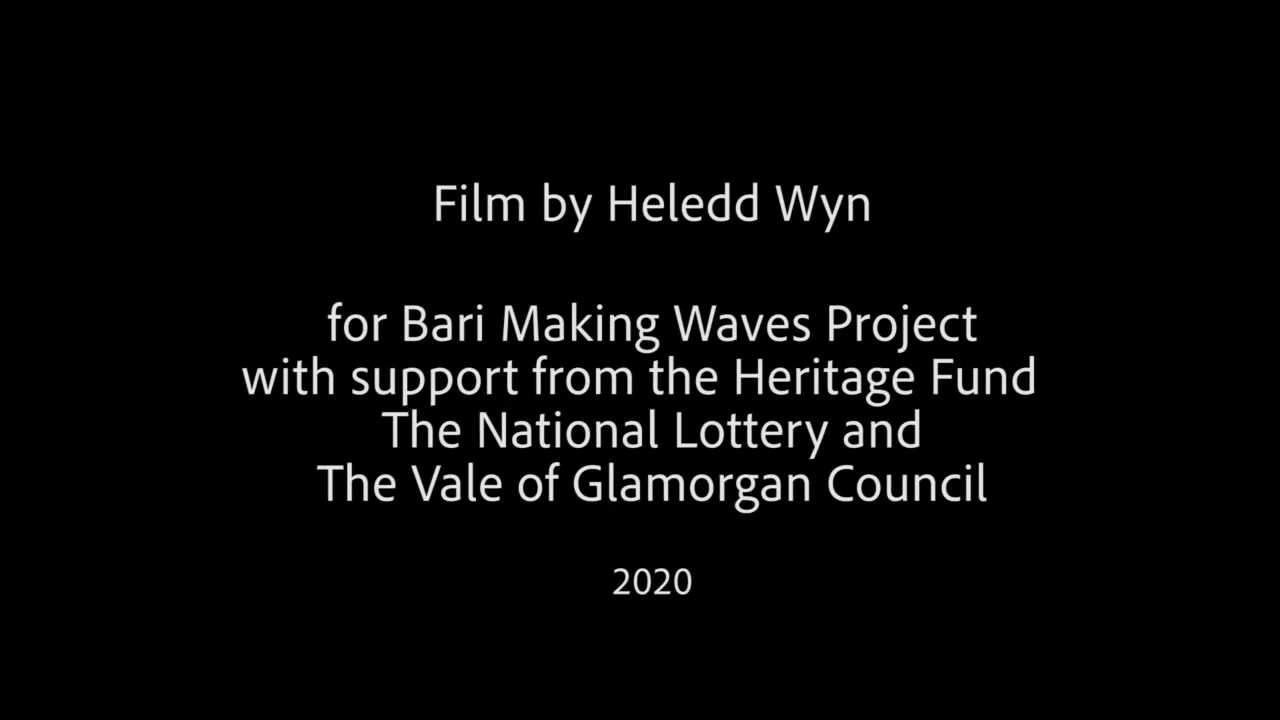 Film by Heledd Wyn
for Bari Making Waves Project
with support from the Heritage Fund
The National Lottery and
The Vale of Glamorgan Council
2020